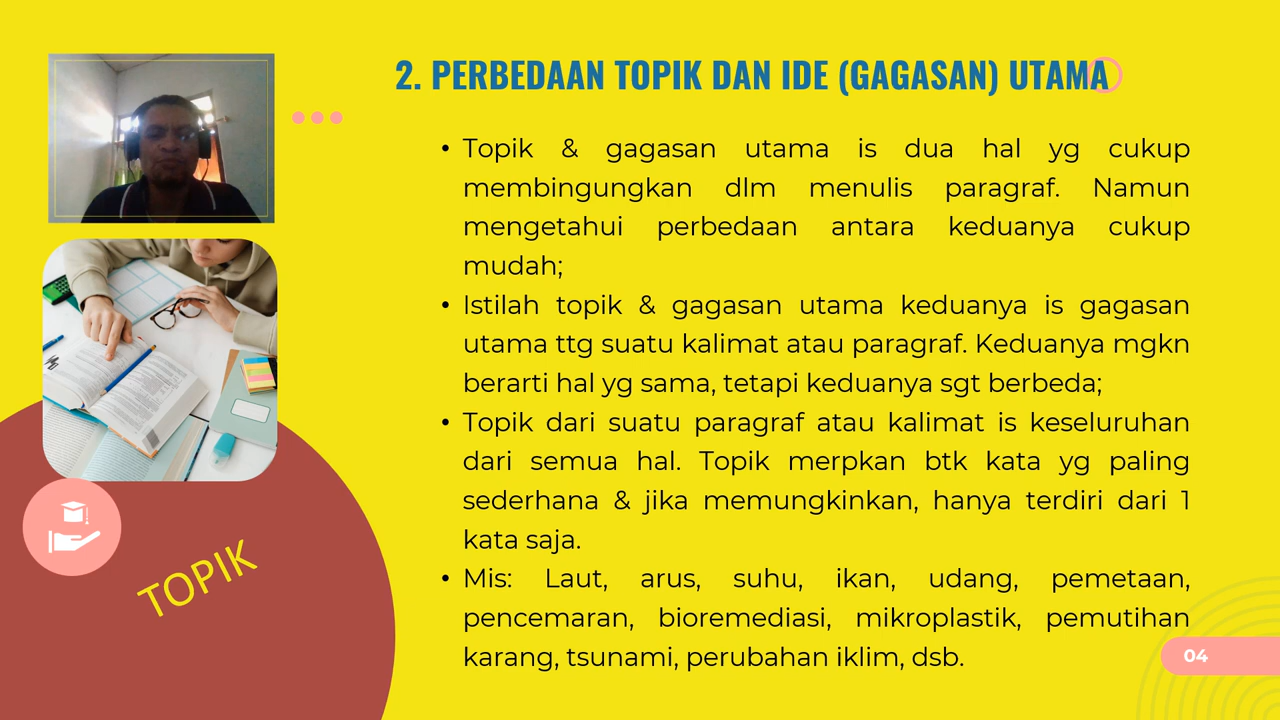 2. PERBEDAAN TOPIK DAN IDE (GAGASAN) UTAMA
• Topik & gagasan utama is dua hal yg cukup
membingungkan dlm menulis paragraf. Namun
mengetahui perbedaan antara keduanya cukup
mudah;
• Istilah topik & gagasan utama keduanya is gagasan
utama ttg suatu kalimat atau paragraf. Keduanya mgkn
berarti hal yg sama, tetapi keduanya sgt berbeda;
• Topik dari suatu paragraf atau kalimat is keseluruhan
dari semua hal. Topik merpkan btk kata yg paling
sederhana & jika memungkinkan, hanya terdiri dari 1
kata saja.
• Mis: Laut, arus, suhu, ikan, udang, pemetaan,
pencemaran, bioremediasi, mikroplastik, pemutihan
karang, tsunami, perubahan iklim, dsb.
TOPIK
04